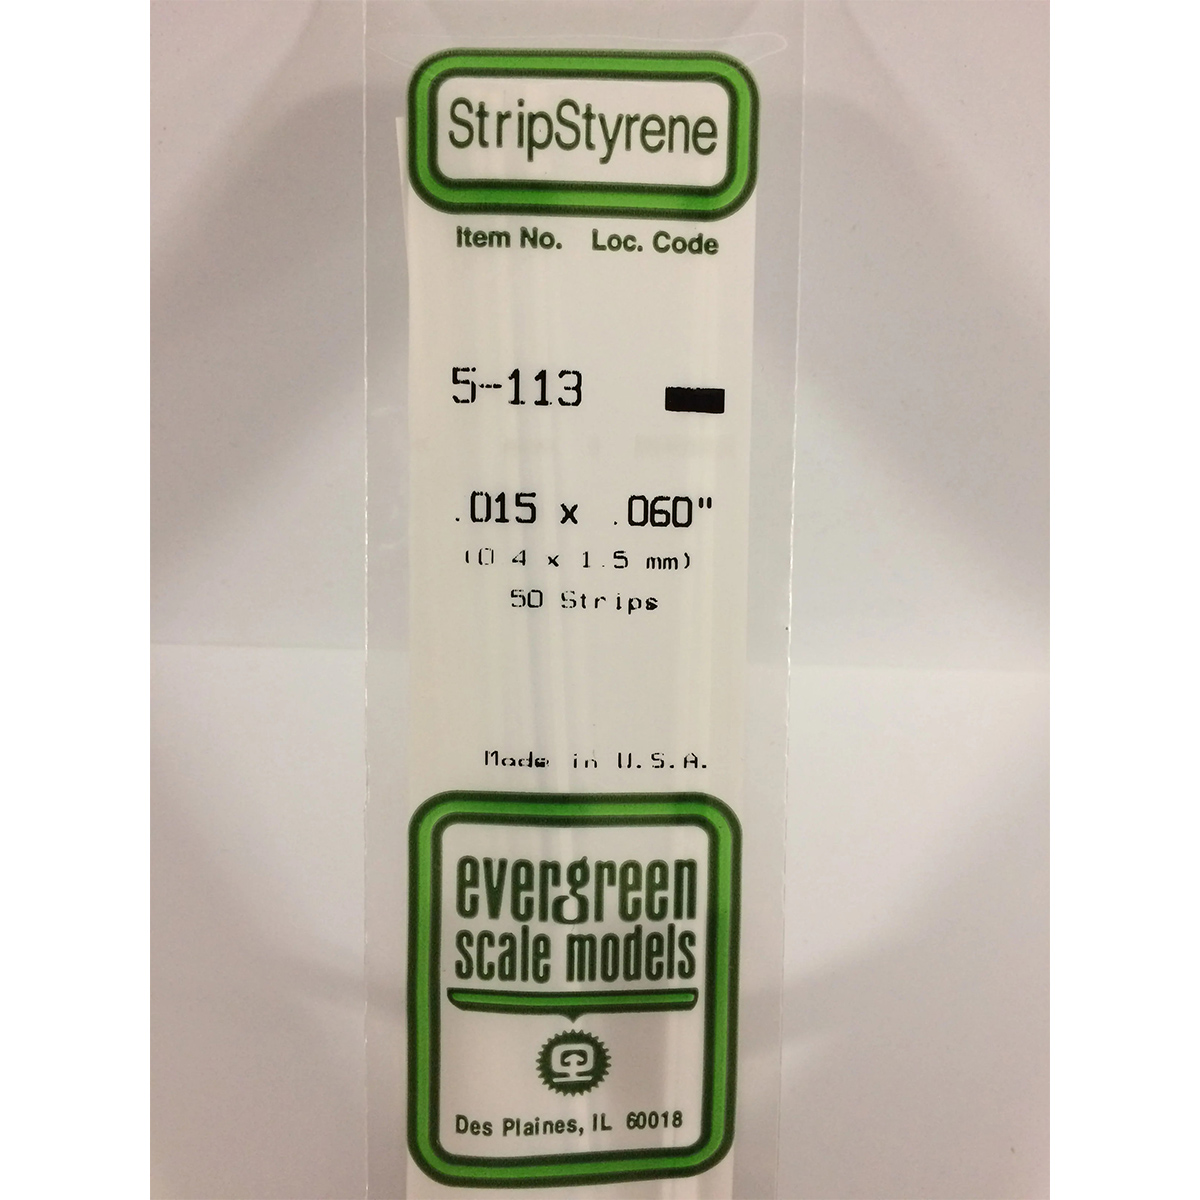 StripStyrene
Item No. Loc. Code
5-113
.015 x .060"
(0.4 x 1.5 mm)
50 Strips
Made in U.S.A.
evergreen
scale models
Des Plaines, IL 60018